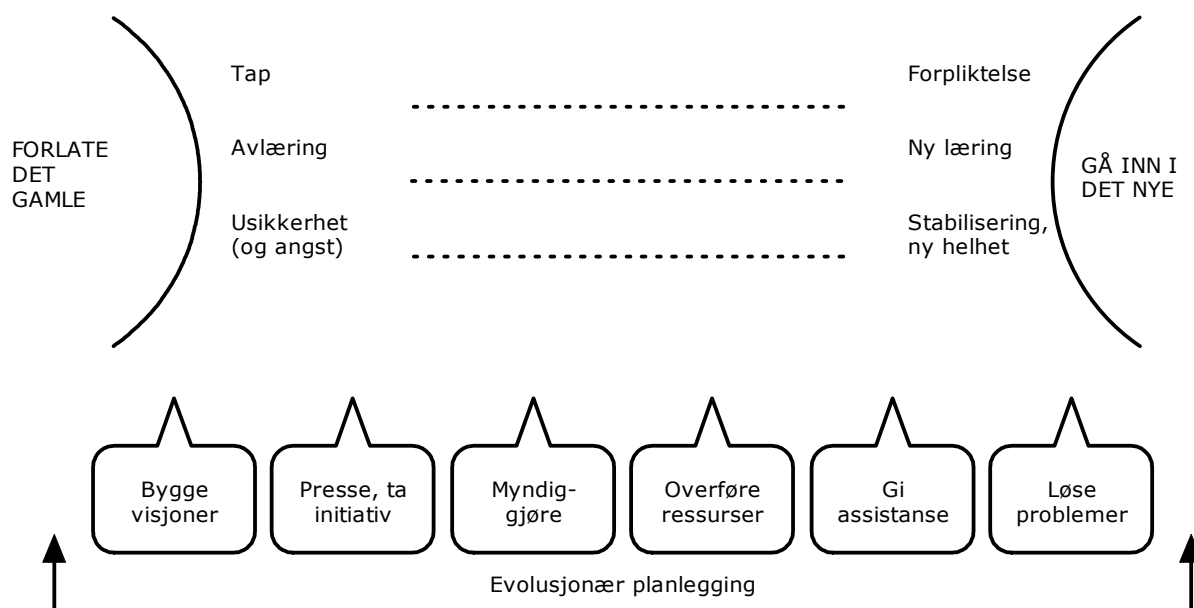 Tap
Forpliktelse
FORLATE
DET
GAMLE
Avlæring
Ny læring
GÅ INN I
DET NYE
Usikkerhet
(og angst)
Stabilisering,
ny helhet
Bygge
visjoner
Presse, ta
initiativ
Myndig-
gjøre
Overføre
ressurser
Gi
assistanse
Løse
problemer
Evolusjonær planlegging